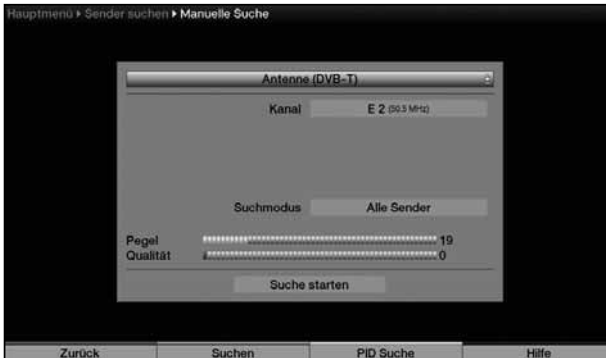 Hauptmenü ▸ Sender suchen ▸ Manuelle Suche
Antenne (DVB-T)
Kanal E 2 (50.5 MHz)
Suchmodus Alle Sender
Pegel 19
Qualität 0
Suche starten
Zurück Suchen PID Suche Hilfe